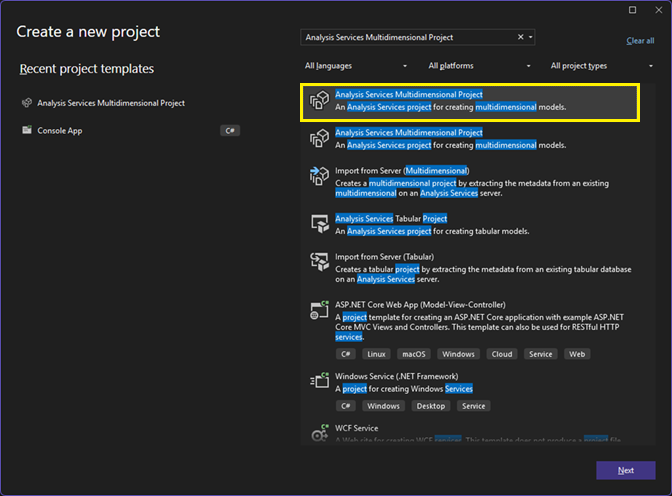 Create a new project
Recent project templates
Analysis Services Multidimensional Project
Console App
C#
Analysis Services Multidimensional Project
Clear all
All languages
All platforms
All project types
Analysis Services Multidimensional Project
An Analysis Services project for creating multidimensional models.
Analysis Services Multidimensional Project
An Analysis Services project for creating multidimensional models.
Import from Server (Multidimensional)
Creates a multidimensional project by extracting the metadata from an existing
multidimensional on an Analysis Services server.
Analysis Services Tabular Project
An Analysis Services project for creating tabular models.
Import from Server (Tabular)
Creates a tabular project by extracting the metadata from an existing tabular database
on an Analysis Services server.
ASP.NET Core Web App (Model-View-Controller)
A project template for creating an ASP.NET Core application with example ASP.NET
Core MVC Views and Controllers. This template can also be used for RESTful HTTP
services.
C# Linux macOS Windows Cloud Service Web
Windows Service (.NET Framework)
A project for creating Windows Services
C# Windows Desktop Service
WCF Service
A Web site for creating WCF services. This template does not produce a project file.
Next